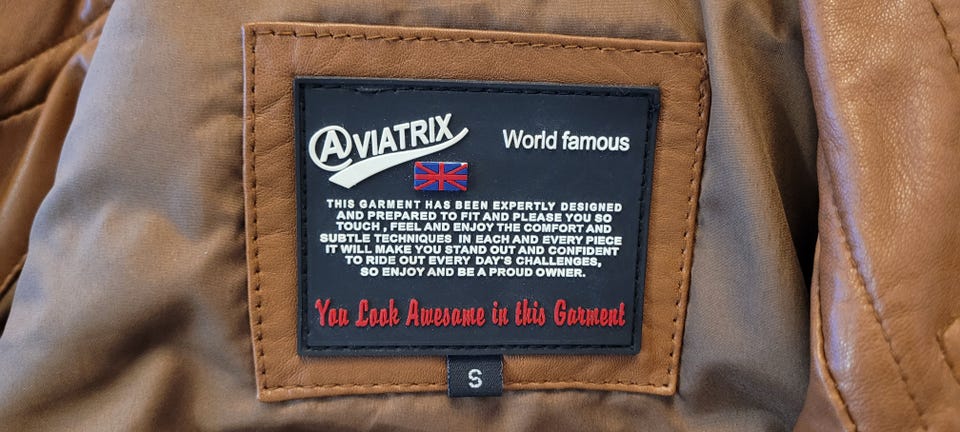 AVIATRIX
World famous
THIS GARMENT HAS BEEN EXPERTLY DESIGNED
AND PREPARED TO FIT AND PLEASE YOU SO
TOUCH , FEEL AND ENJOY THE COMFORT AND
SUBTLE TECHNIQUES IN EACH AND EVERY PIECE
IT WILL MAKE YOU STAND OUT AND CONFIDENT
TO RIDE OUT EVERY DAY'S CHALLENGES,
SO ENJOY AND BE A PROUD OWNER.
You Look Awesome in this Garment
S